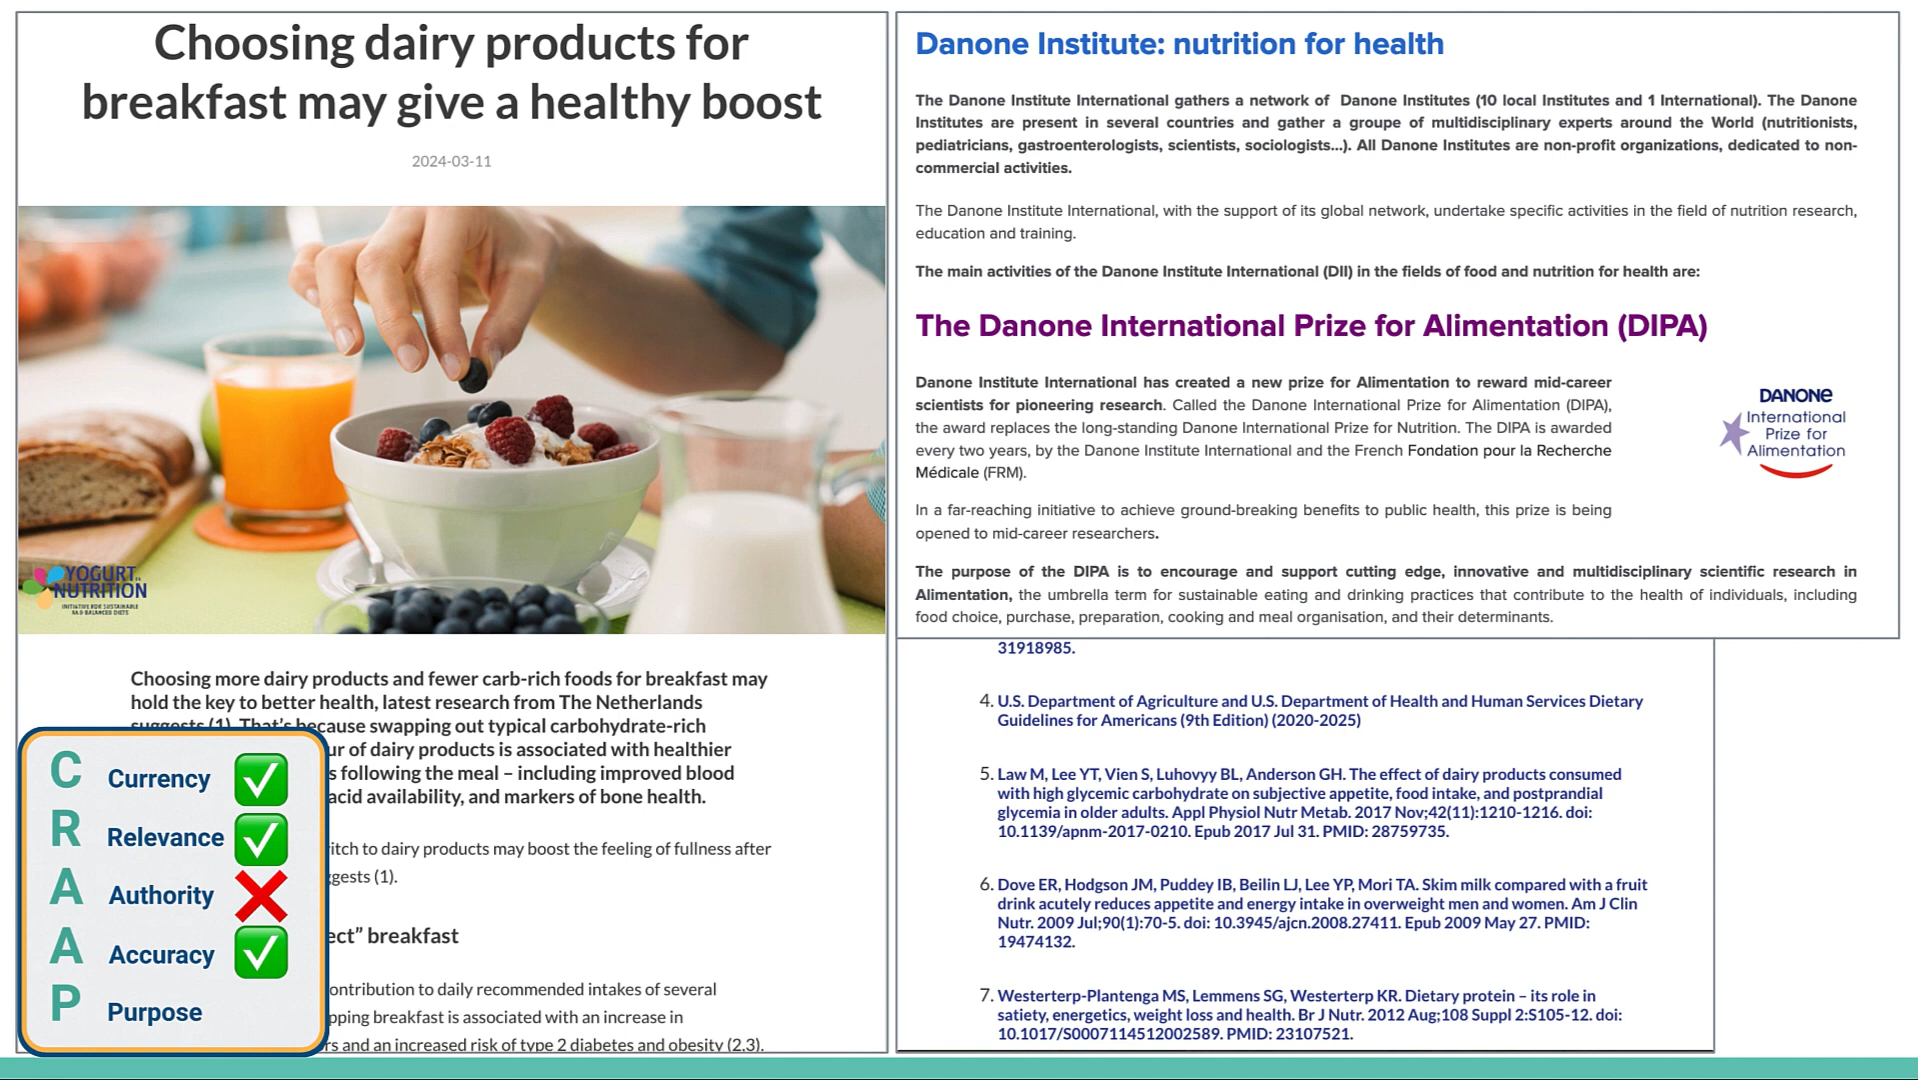 Choosing dairy products for
breakfast may give a healthy boost
2024-03-11
YOGURT IN
NUTRITION
INITIATIVE FOR SUSTAINABLE
AND BALANCED DIETS
Choosing more dairy products and fewer carb-rich foods for breakfast may
hold the key to better health, latest research from The Netherlands
suggests (1). That's because swapping out typical carbohydrate-rich
ur of dairy products is associated with healthier
s following the meal – including improved blood
acid availability, and markers of bone health.
itch to dairy products may boost the feeling of fullness after
ggests (1).
ect” breakfast
ontribution to daily recommended intakes of several
pping breakfast is associated with an increase in
rs and an increased risk of type 2 diabetes and obesity (2,3).
C Currency
R Relevance
A Authority
A Accuracy
P Purpose
Danone Institute: nutrition for health
The Danone Institute International gathers a network of Danone Institutes (10 local Institutes and 1 International). The Danone
Institutes are present in several countries and gather a groupe of multidisciplinary experts around the World (nutritionists,
pediatricians, gastroenterologists, scientists, sociologists...). All Danone Institutes are non-profit organizations, dedicated to non-
commercial activities.
The Danone Institute International, with the support of its global network, undertake specific activities in the field of nutrition research,
education and training.
The main activities of the Danone Institute International (DII) in the fields of food and nutrition for health are:
The Danone International Prize for Alimentation (DIPA)
Danone Institute International has created a new prize for Alimentation to reward mid-career
scientists for pioneering research. Called the Danone International Prize for Alimentation (DIPA),
the award replaces the long-standing Danone International Prize for Nutrition. The DIPA is awarded
every two years, by the Danone Institute International and the French Fondation pour la Recherche
Médicale (FRM).
DANONE
International
Prize for
Alimentation
In a far-reaching initiative to achieve ground-breaking benefits to public health, this prize is being
opened to mid-career researchers.
The purpose of the DIPA is to encourage and support cutting edge, innovative and multidisciplinary scientific research in
Alimentation, the umbrella term for sustainable eating and drinking practices that contribute to the health of individuals, including
food choice, purchase, preparation, cooking and meal organisation, and their determinants.
31918985.
4. U.S. Department of Agriculture and U.S. Department of Health and Human Services Dietary
Guidelines for Americans (9th Edition) (2020-2025)
5. Law M, Lee YT, Vien S, Luhovyy BL, Anderson GH. The effect of dairy products consumed
with high glycemic carbohydrate on subjective appetite, food intake, and postprandial
glycemia in older adults. Appl Physiol Nutr Metab. 2017 Nov;42(11):1210-1216. doi:
10.1139/apnm-2017-0210. Epub 2017 Jul 31. PMID: 28759735.
6. Dove ER, Hodgson JM, Puddey IB, Beilin LJ, Lee YP, Mori TA. Skim milk compared with a fruit
drink acutely reduces appetite and energy intake in overweight men and women. Am J Clin
Nutr. 2009 Jul;90(1):70-5. doi: 10.3945/ajcn.2008.27411. Epub 2009 May 27. PMID:
19474132.
7. Westerterp-Plantenga MS, Lemmens SG, Westerterp KR. Dietary protein – its role in
satiety, energetics, weight loss and health. Br J Nutr. 2012 Aug;108 Suppl 2:S105-12. doi:
10.1017/S0007114512002589. PMID: 23107521.